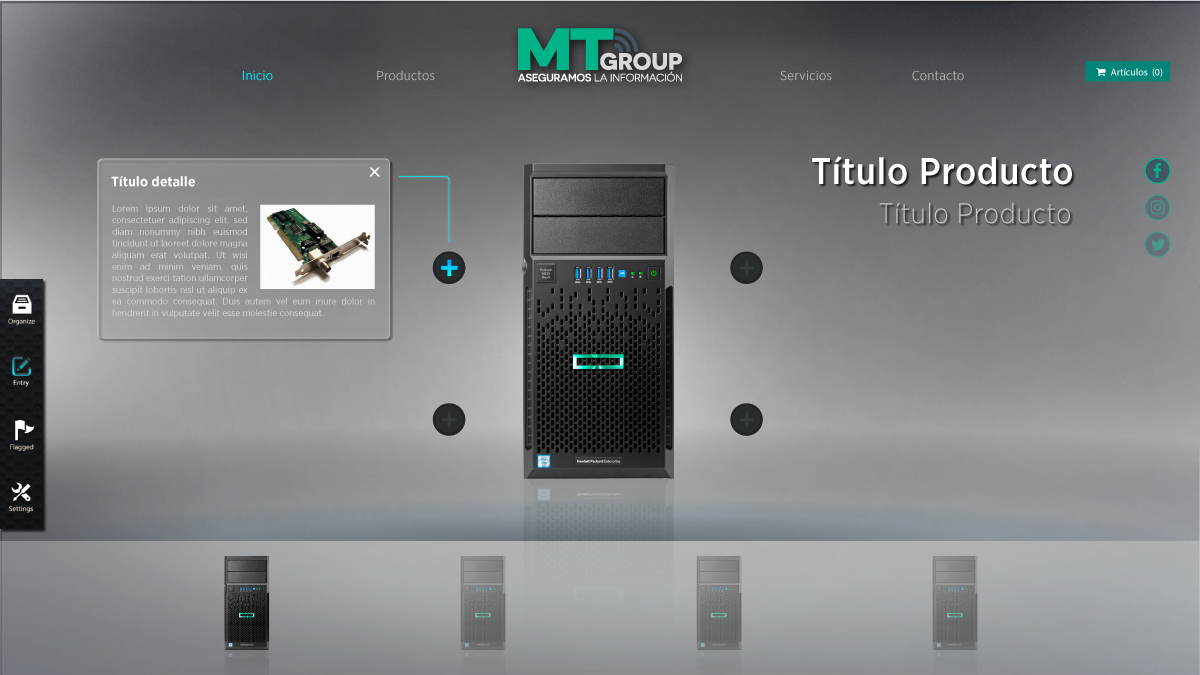 MT GROUP
ASEGURAMOS LA INFORMACIÓN
Inicio
Productos
Servicios
Contacto
Artículos (0)
Título detalle
Lorem ipsum dolor sit amet,
consectetuer adipiscing elit, sed
diam nonummy nibh euismod
tincidunt ut laoreet dolore magna
aliquam erat volutpat. Ut wisi
enim ad minim veniam, quis
nostrud exerci tation ullamcorper
suscipit lobortis nisl ut aliquip ex
ea commodo consequat. Duis autem vel eum iriure dolor in
hendrerit in vulputate velit esse molestie consequat.
Título Producto
Título Producto
Organize
Entry
Flagged
Settings
Hewlett Packard Enterprise